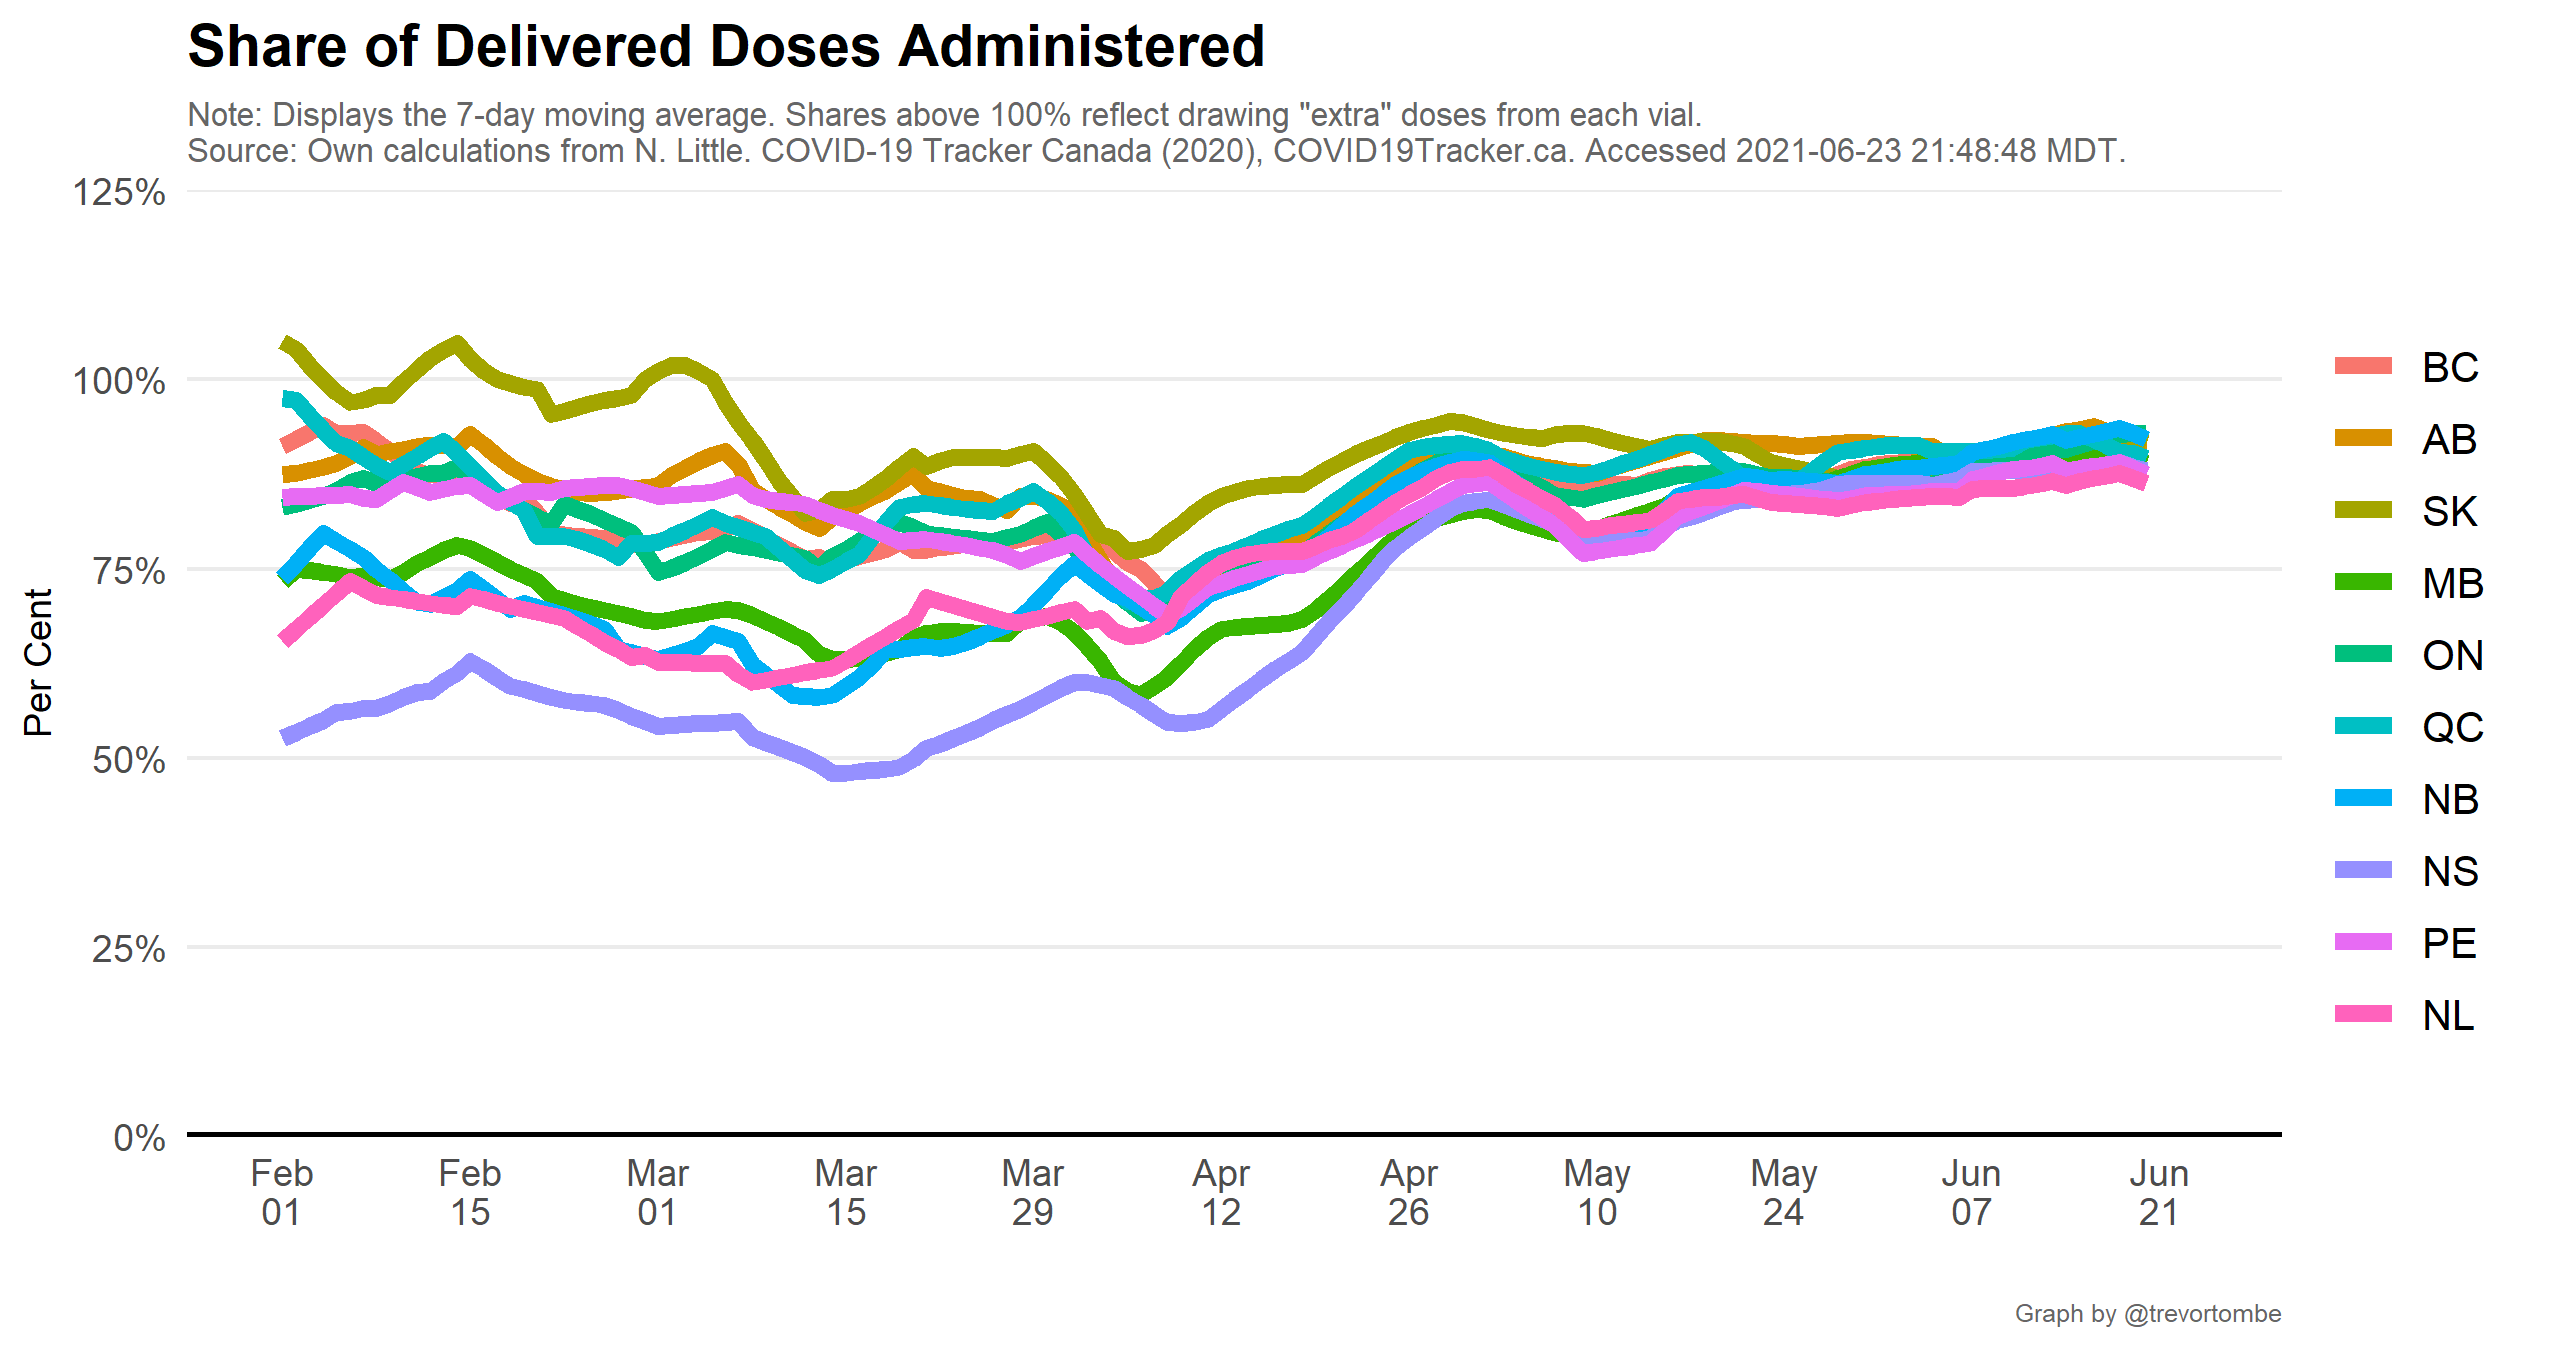 Share of Delivered Doses Administered
Note: Displays the 7-day moving average. Shares above 100% reflect drawing "extra" doses from each vial.
Source: Own calculations from N. Little. COVID-19 Tracker Canada (2020), COVID19Tracker.ca. Accessed 2021-06-23 21:48:48 MDT.
125%
100%
75%
50%
25%
0%
Per Cent
Feb 01
Feb 15
Mar 01
Mar 15
Mar 29
Apr 12
Apr 26
May 10
May 24
Jun 07
Jun 21
BC
AB
SK
MB
ON
QC
NB
NS
PE
NL
Graph by @trevortombe